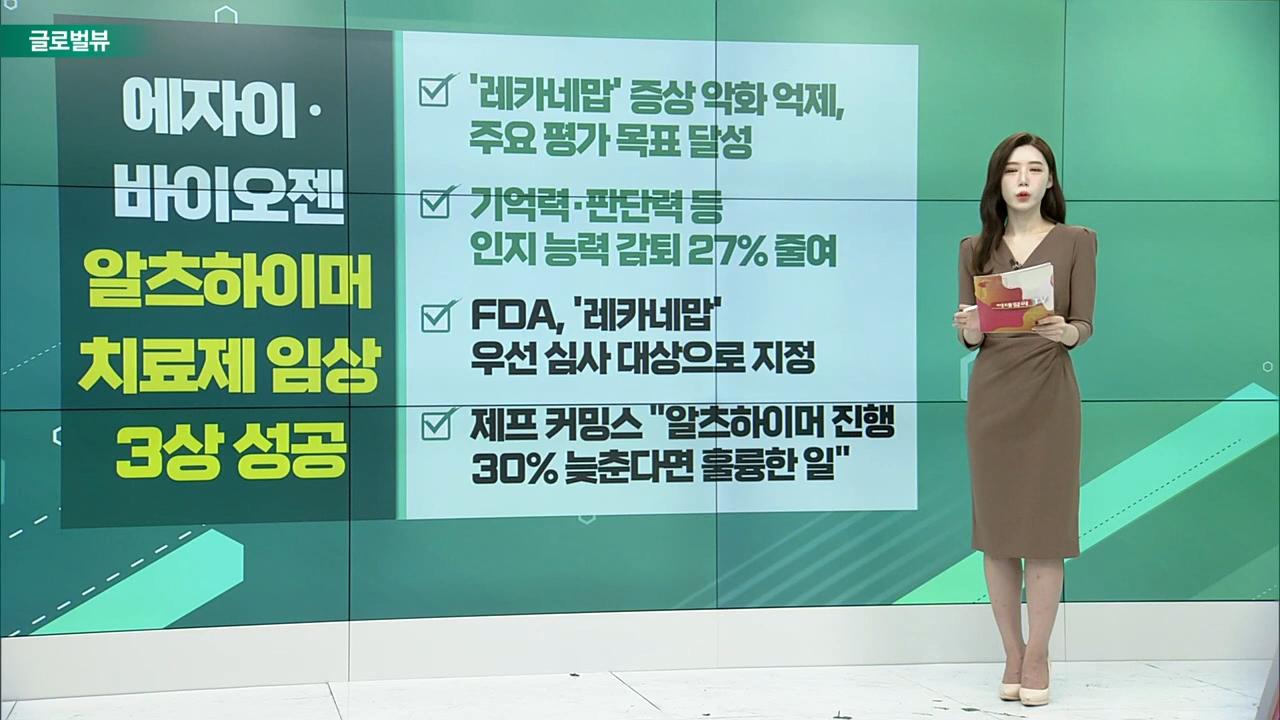 글로벌뷰
에자이·
바이오젠
알츠하이머
치료제 임상
3상 성공
'레카네맙' 증상 악화 억제,
주요 평가 목표 달성
기억력·판단력 등
인지 능력 감퇴 27% 줄여
FDA, '레카네맙'
우선 심사 대상으로 지정
제프 커밍스 "알츠하이머 진행
30% 늦춘다면 훌륭한 일"